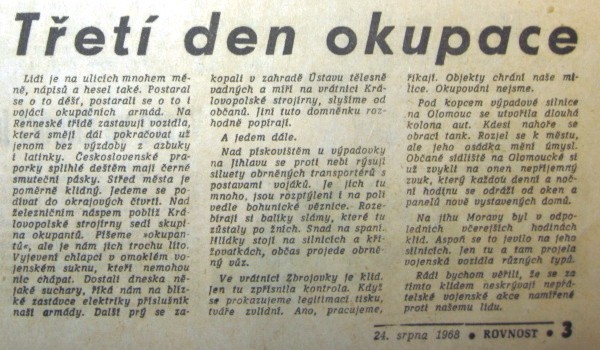 Třetí den okupace
Lidí je na ulicích mnohem mé-
ně, nápisů a hesel také. Postaral
se o to déšť, postarali se o to i
vojáci okupačních armád. Na
Renneské třídě zastavují vozidla,
která smějí dál pokračovat už
jenom bez výzdoby z azbuky
i latinky. Československé pra-
porky splihlé deštěm mají černé
smuteční pásky. Střed města je
poměrně klidný. Jedeme se po-
dívat do okrajových čtvrtí. Nad
železničním náspem poblíž Krá-
lovopolské strojírny sedí skupi-
na okupantů. Píšeme »okupan-
tů«, ale je nám jich trochu líto.
Vyjevení chlapci v omoklém vo-
jenském suknu, kteří nemohou
nic chápat. Dostali dneska ně-
jaké suchary, říká nám na blíz-
ké zastávce elektriky příslušník
naší armády. Další prý se za-
kopali v zahradě Ústavu tělesně
vadných a míří na vrátnici Krá-
lovopolské strojírny, slyšíme od
občanů. Jiní tuto domněnku roz-
hodně popírají.
A jedem dále.
Nad pískovištěm u výpadovky
na Jihlavu se proti nebi rýsují
siluety obrněných transportérů s
postavami vojáků. Je jich tu
mnoho, jsou rozptýleni i na poli
vedle bohunické věznice. Roze-
bírají si balíky slámy, které tu
zůstaly po žních. Snad na spaní.
Hlídky stojí na silnicích a kři-
žovatkách, občas projede obrně-
ný vůz.
Ve vrátnici Zbrojovky je klid.
Jen tu zpřísnila kontrola. Když
se prokazujeme legitimací tisku,
tváře zvlídní. Ano, pracujeme,
říkají. Objekty chrání naše mi-
lice. Okupováni nejsme.
Pod kopcem výpadové silnice
na Olomouc se utvořila dlouhá
kolona aut. Kdesi nahoře se
obrací tank. Rozjel se k městu,
ale jeho osádka mění úmysl.
Občané sídliště na Olomoucké si
už zvykli na onen nepříjemný
zvuk, který každou denní a noč-
ní hodinu se odráží od oken a
panelů nově vystavených domů.
Na jihu Moravy byl v odpo-
ledních včerejších hodinách
klid. Aspoň se to jevilo na jeho
silnicích. Jen tu a tam projela
vojenská vozidla různých typů.
Rádi bychom věřili, že se za
tímto klidem neskrývají nepřá-
telské vojenské akce namířené
proti našemu lidu.
24. srpna 1968 • ROVNOST • 3